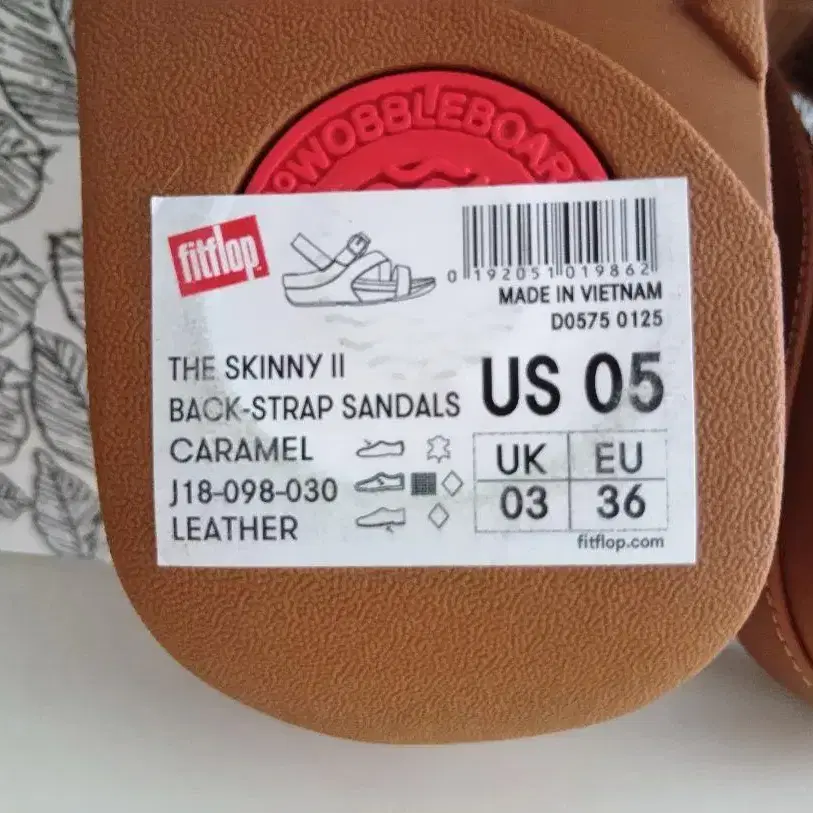 WOBBLEBOAR
fitflop
0 192051 019862
MADE IN VIETNAM
D0575 0125
THE SKINNY II
BACK-STRAP SANDALS
US 05
CARAMEL
J18-098-030
LEATHER
UK EU
03 36
fitflop.com